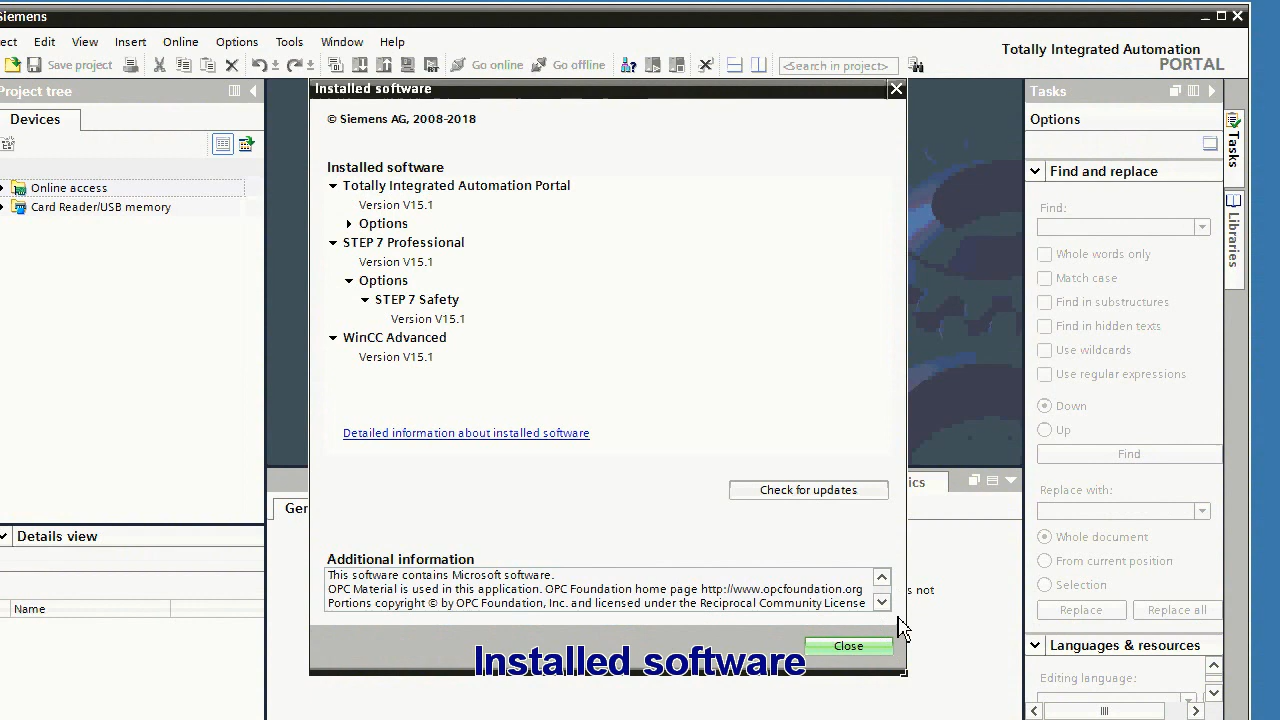 Siemens
ect Edit View Insert Online Options Tools Window Help
Save project Go online Go offline <Search in project>
Totally Integrated Automation
PORTAL
Project tree
Devices
Online access
Card Reader/USB memory
Details view
Name
Installed software
© Siemens AG, 2008-2018
Installed software
Totally Integrated Automation Portal
Version V15.1
Options
STEP 7 Professional
Version V15.1
Options
STEP 7 Safety
Version V15.1
WinCC Advanced
Version V15.1
Detailed information about installed software
Check for updates
Additional information
This software contains Microsoft software.
OPC Material is used in this application. OPC Foundation home page http://www.opcfoundation.org
Portions copyright © by OPC Foundation, Inc. and licensed under the Reciprocal Community License
Close
Installed software
Ger
ics
s not
Tasks
Options
Find and replace
Find:
Whole words only
Match case
Find in substructures
Find in hidden texts
Use wildcards
Use regular expressions
Down
Up
Find
Replace with:
Whole document
From current position
Selection
Replace Replace all
Languages & resources
Editing language:
Tasks
Libraries